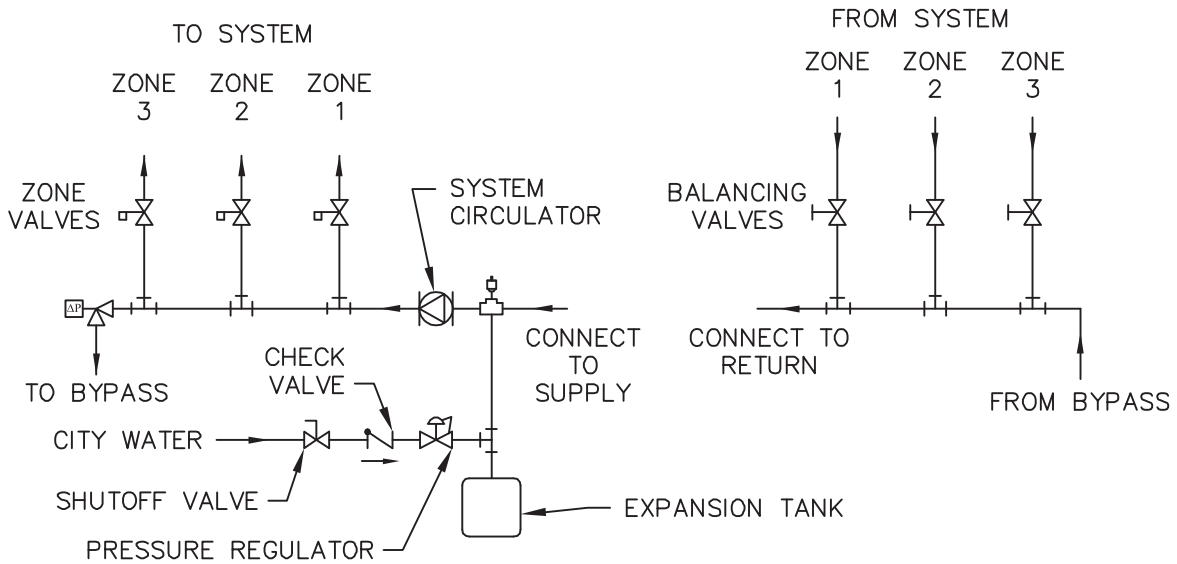 TO SYSTEM
ZONE
3
ZONE
2
ZONE
1
ZONE
VALVES
SYSTEM
CIRCULATOR
ΔP
TO BYPASS
CONNECT
TO
SUPPLY
CHECK
VALVE
CITY WATER
SHUTOFF VALVE
PRESSURE REGULATOR
EXPANSION TANK
FROM SYSTEM
ZONE
1
ZONE
2
ZONE
3
BALANCING
VALVES
CONNECT TO
RETURN
FROM BYPASS